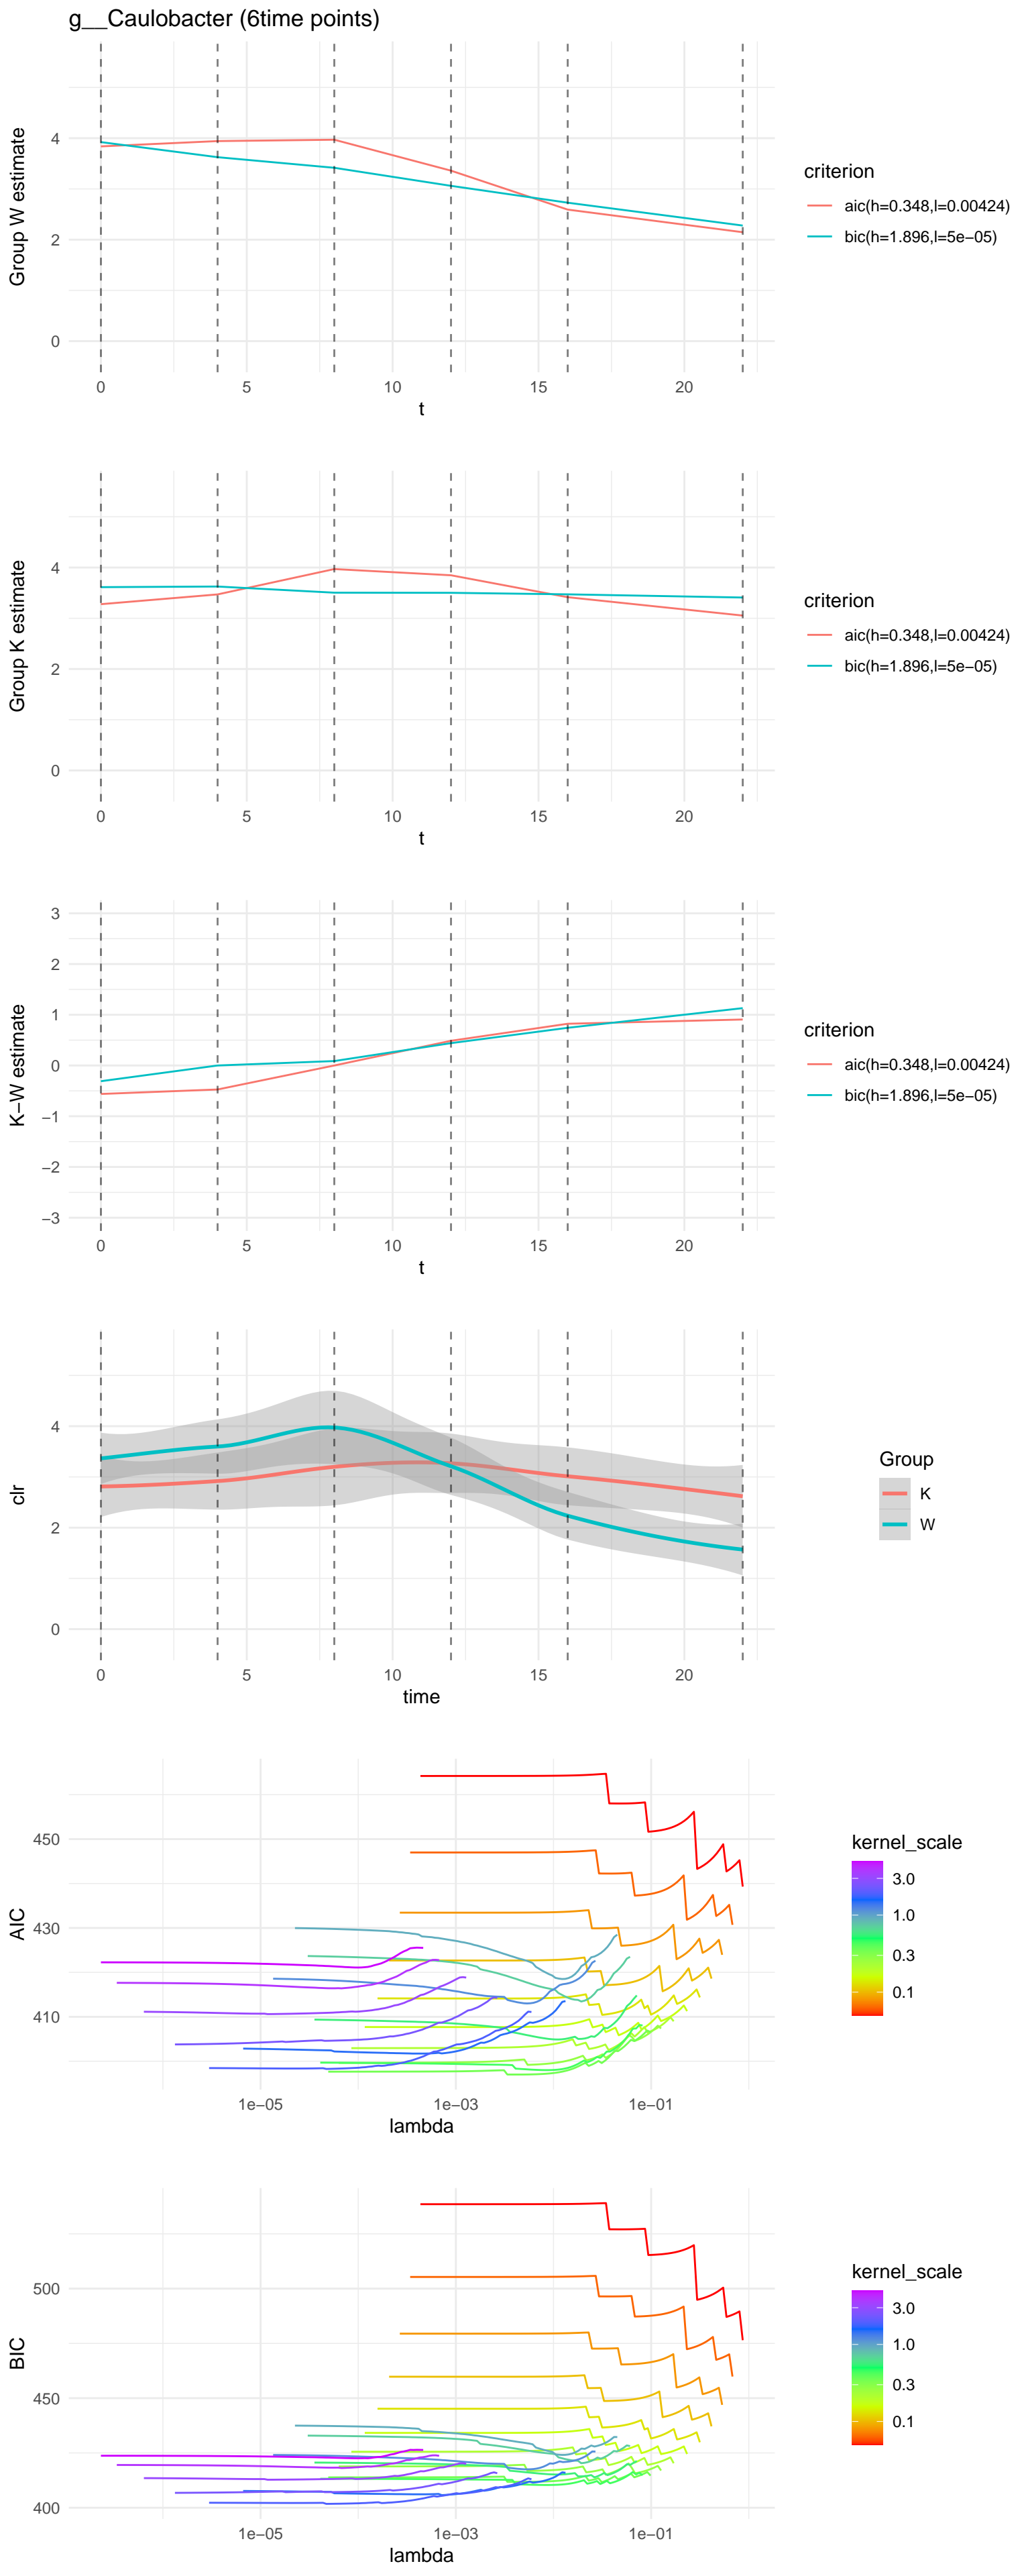 g__Caulobacter (6time points)
Group W estimate
4
2
0
0 5 10 15 20
t
criterion
aic(h=0.348,l=0.00424)
bic(h=1.896,l=5e−05)
Group K estimate
4
2
0
0 5 10 15 20
t
criterion
aic(h=0.348,l=0.00424)
bic(h=1.896,l=5e−05)
K−W estimate
3
2
1
0
−1
−2
−3
0 5 10 15 20
t
criterion
aic(h=0.348,l=0.00424)
bic(h=1.896,l=5e−05)
clr
4
2
0
0 5 10 15 20
time
Group
K
W
AIC
450
430
410
1e−05 1e−03 1e−01
lambda
kernel_scale
3.0
1.0
0.3
0.1
BIC
500
450
400
1e−05 1e−03 1e−01
lambda
kernel_scale
3.0
1.0
0.3
0.1